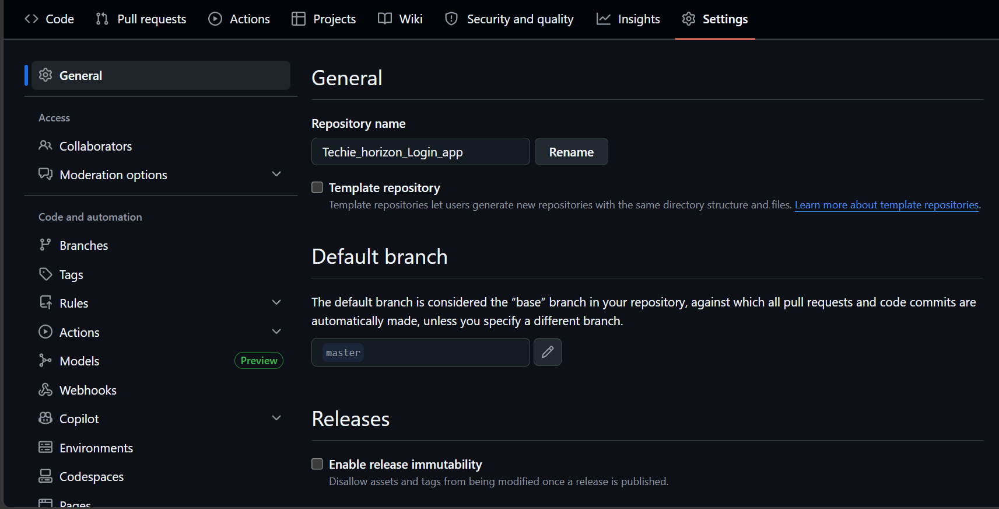 Code Pull requests Actions Projects Wiki Security and quality Insights Settings
General
Access
Collaborators
Moderation options
Code and automation
Branches
Tags
Rules
Actions
Models Preview
Webhooks
Copilot
Environments
Codespaces
Pages
General
Repository name
Techie_horizon_Login_app Rename
Template repository
Template repositories let users generate new repositories with the same directory structure and files. Learn more about template repositories.
Default branch
The default branch is considered the “base” branch in your repository, against which all pull requests and code commits are
automatically made, unless you specify a different branch.
master
Releases
Enable release immutability
Disallow assets and tags from being modified once a release is published.